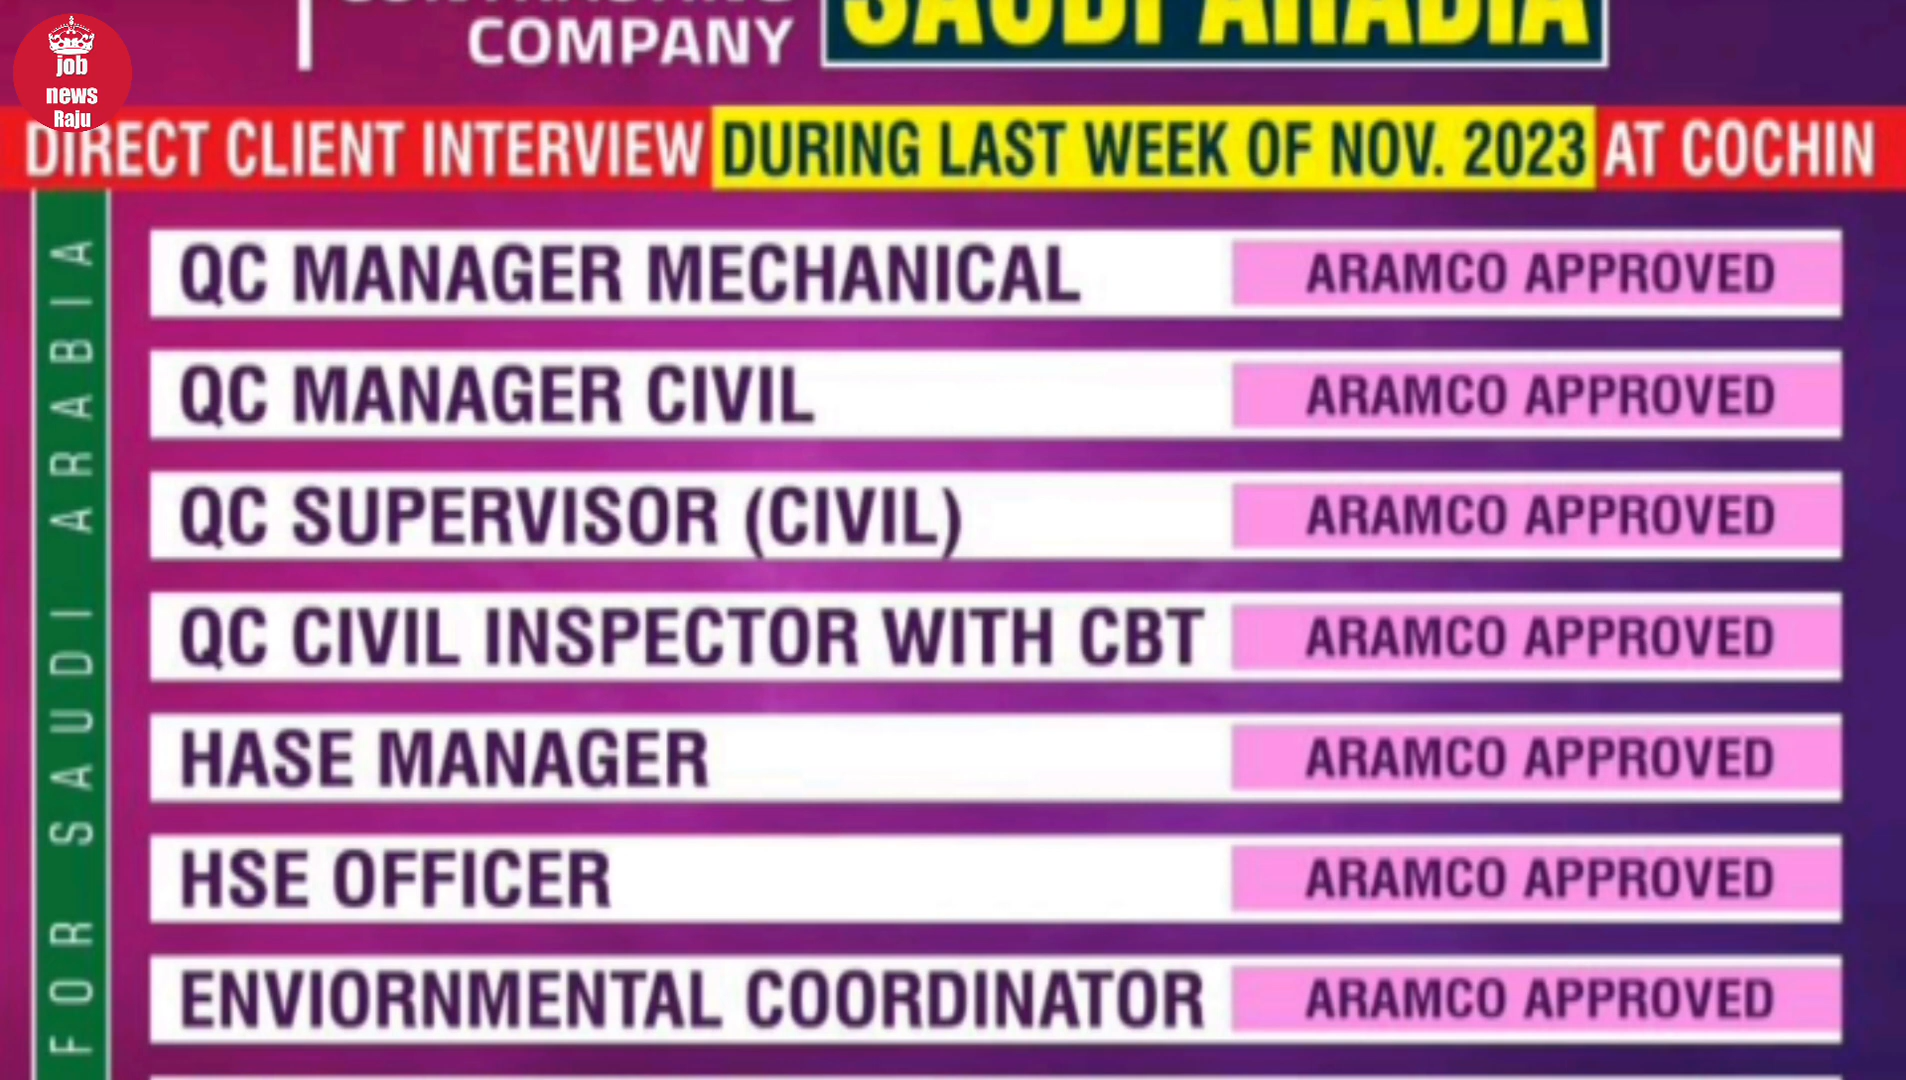 COMPANY
SAUDI ARABIA
job
news
Raju
DIRECT CLIENT INTERVIEW DURING LAST WEEK OF NOV. 2023 AT COCHIN
FOR SAUDI ARABIA
QC MANAGER MECHANICAL ARAMCO APPROVED
QC MANAGER CIVIL ARAMCO APPROVED
QC SUPERVISOR (CIVIL) ARAMCO APPROVED
QC CIVIL INSPECTOR WITH CBT ARAMCO APPROVED
HASE MANAGER ARAMCO APPROVED
HSE OFFICER ARAMCO APPROVED
ENVIORNMENTAL COORDINATOR ARAMCO APPROVED